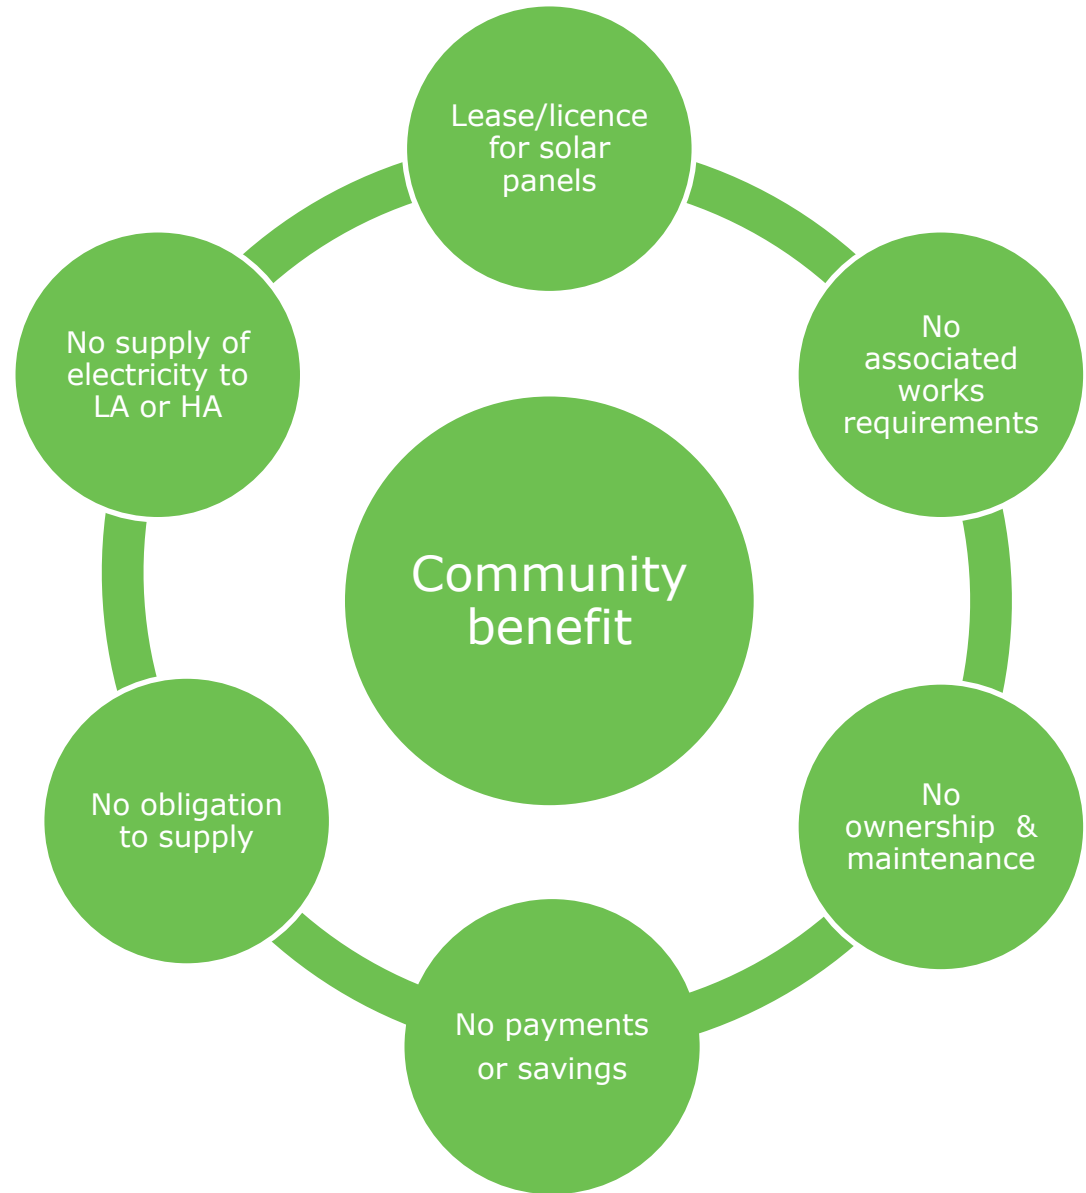 Lease/licence
for solar
panels
No
associated
works
requirements
No
ownership &
maintenance
No payments
or savings
No obligation
to supply
No supply of
electricity to
LA or HA
Community
benefit